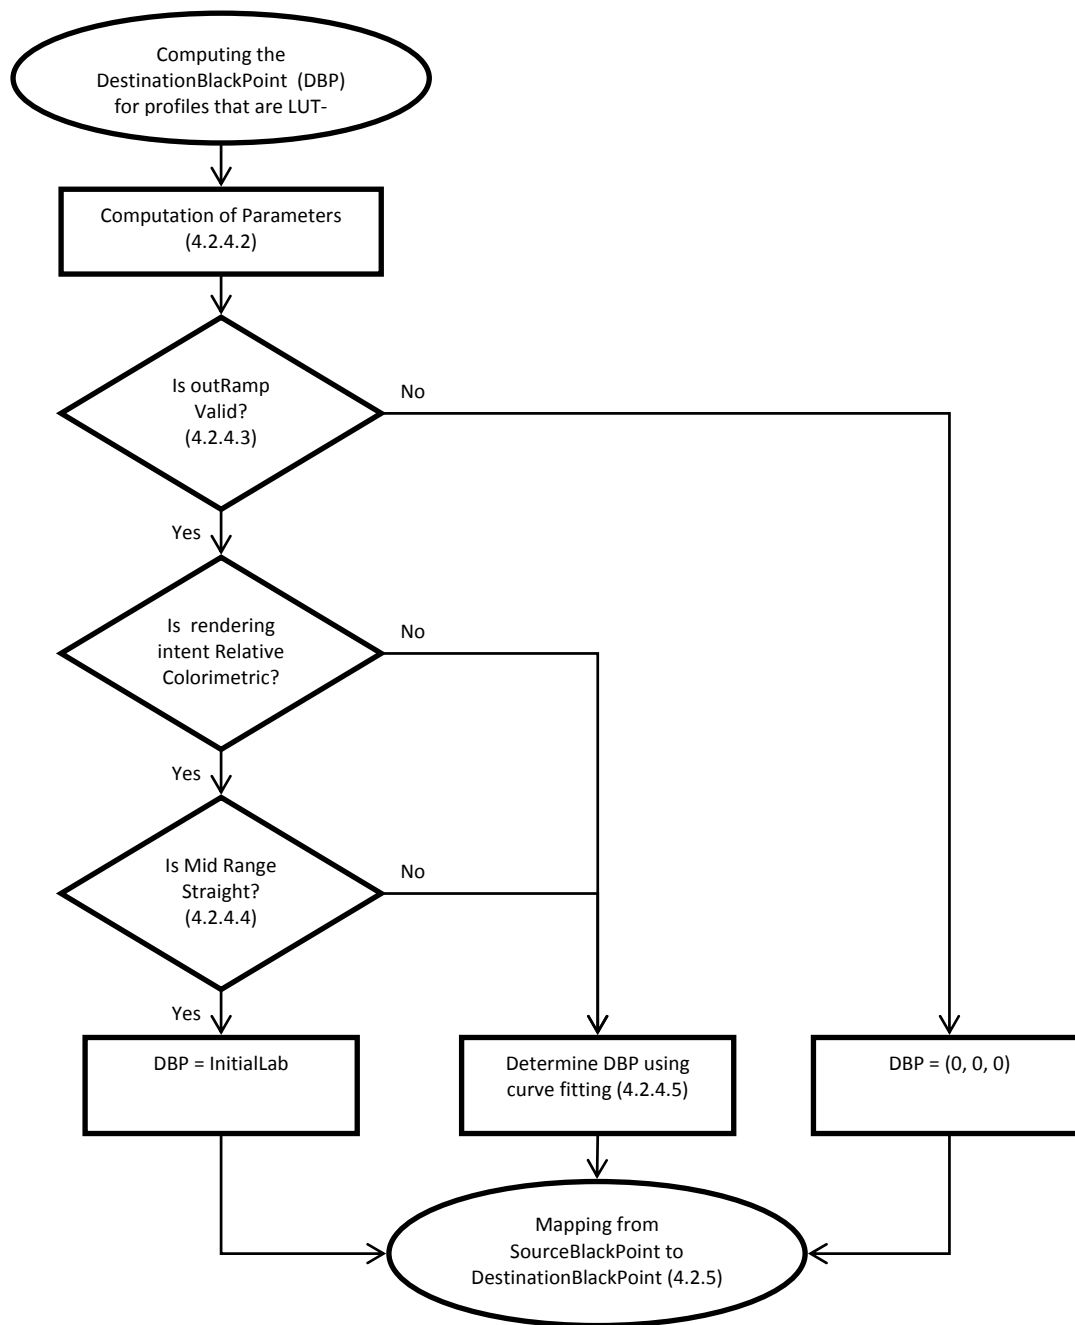 Computing the
DestinationBlackPoint (DBP)
for profiles that are LUT-
Computation of Parameters
(4.2.4.2)
Is outRamp
Valid?
(4.2.4.3)
No
Yes
Is rendering
intent Relative
Colorimetric?
No
Yes
Is Mid Range
Straight?
(4.2.4.4)
No
Yes
DBP = InitialLab
Determine DBP using
curve fitting (4.2.4.5)
DBP = (0, 0, 0)
Mapping from
SourceBlackPoint to
DestinationBlackPoint (4.2.5)